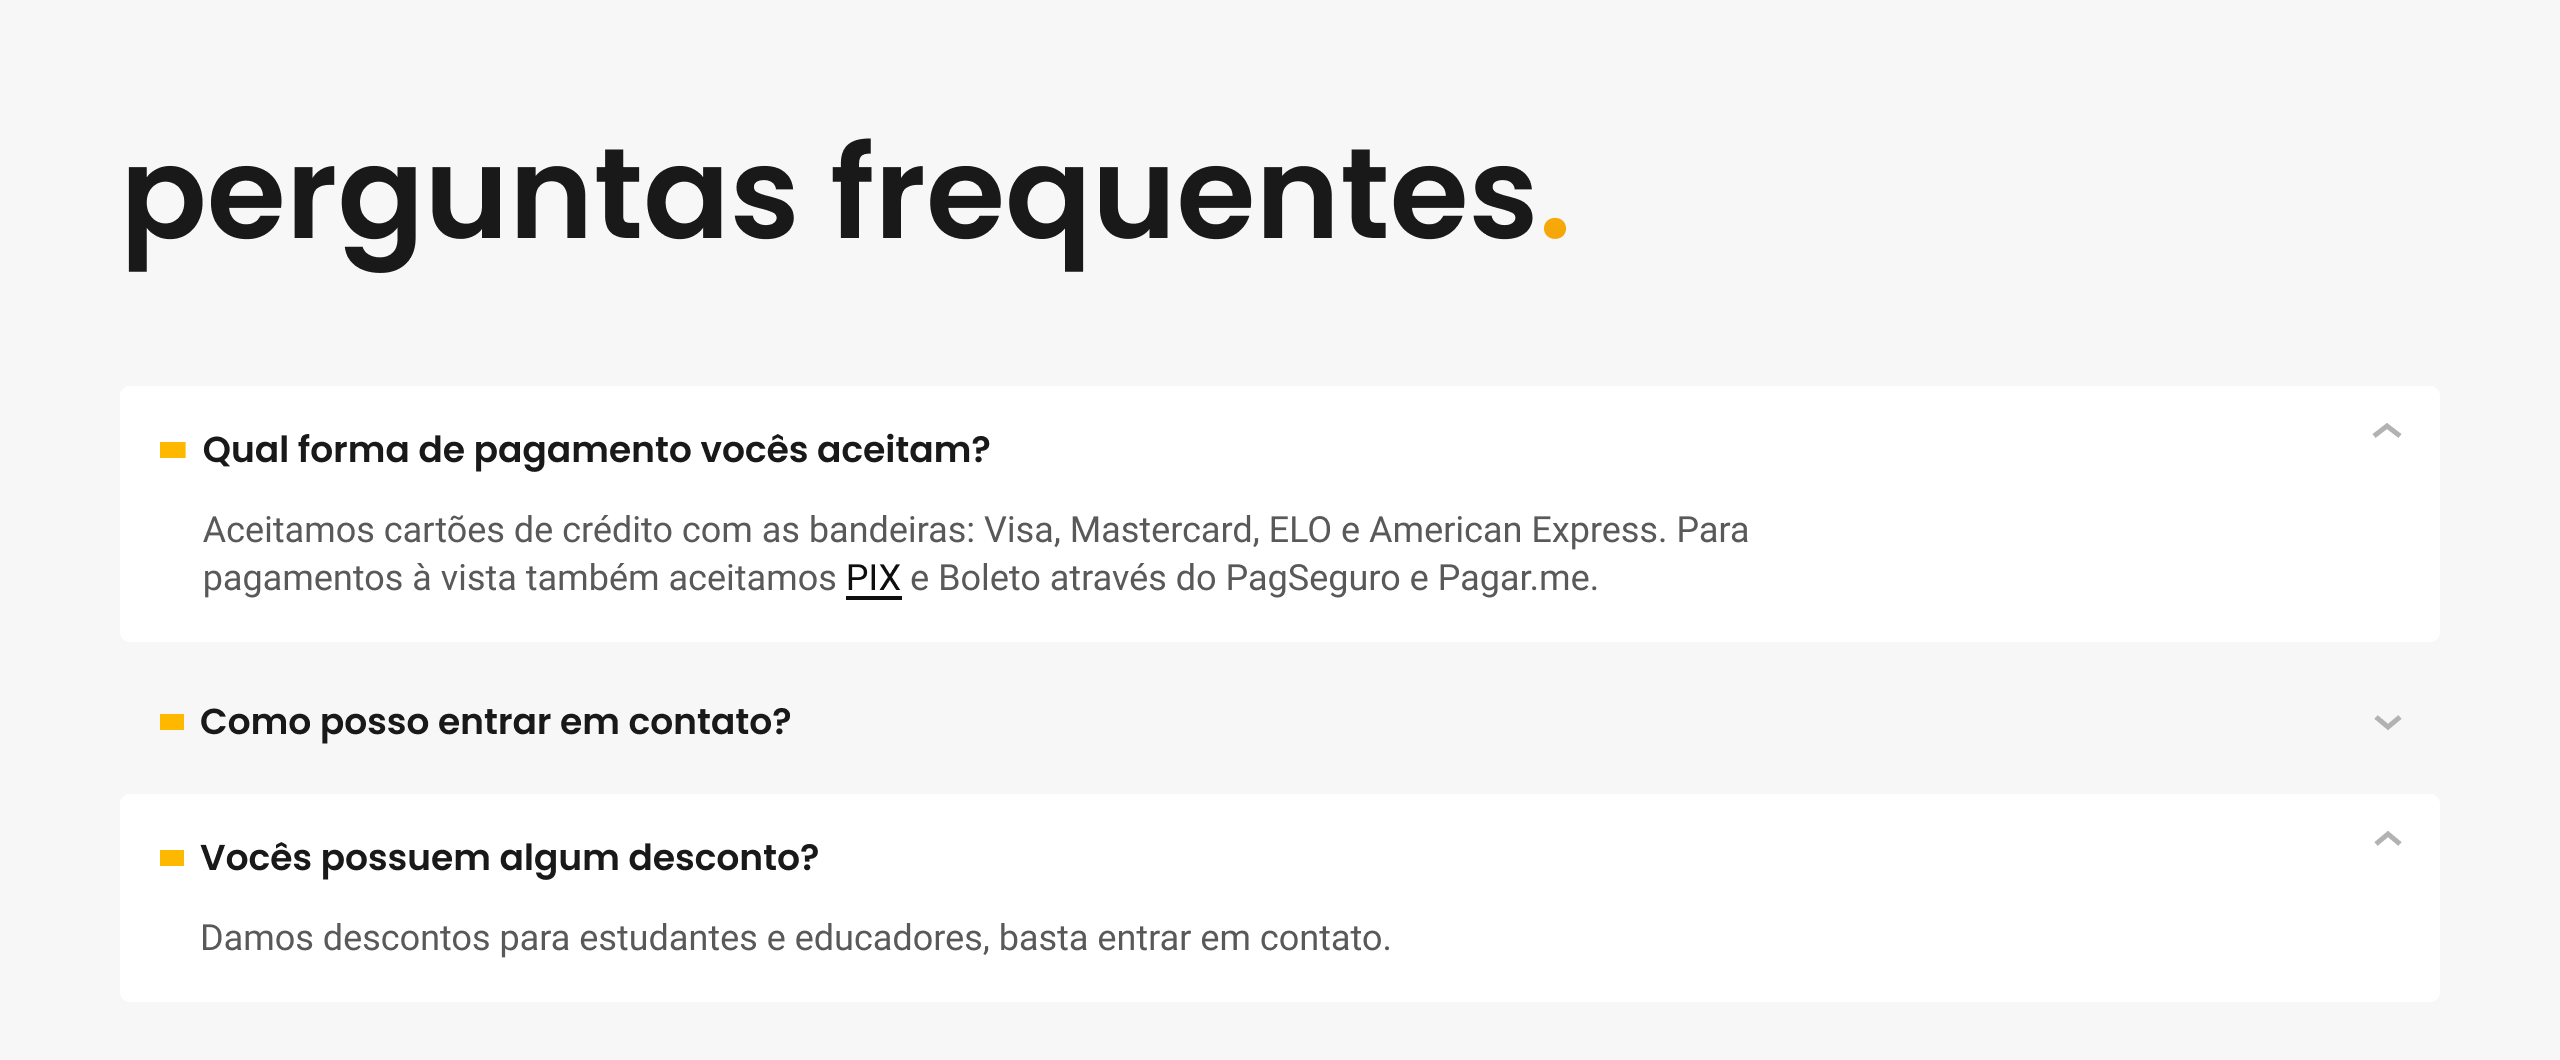 perguntas frequentes.
Qual forma de pagamento vocês aceitam?
Aceitamos cartões de crédito com as bandeiras: Visa, Mastercard, ELO e American Express. Para
pagamentos à vista também aceitamos PIX e Boleto através do PagSeguro e Pagar.me.
Como posso entrar em contato?
Vocês possuem algum desconto?
Damos descontos para estudantes e educadores, basta entrar em contato.